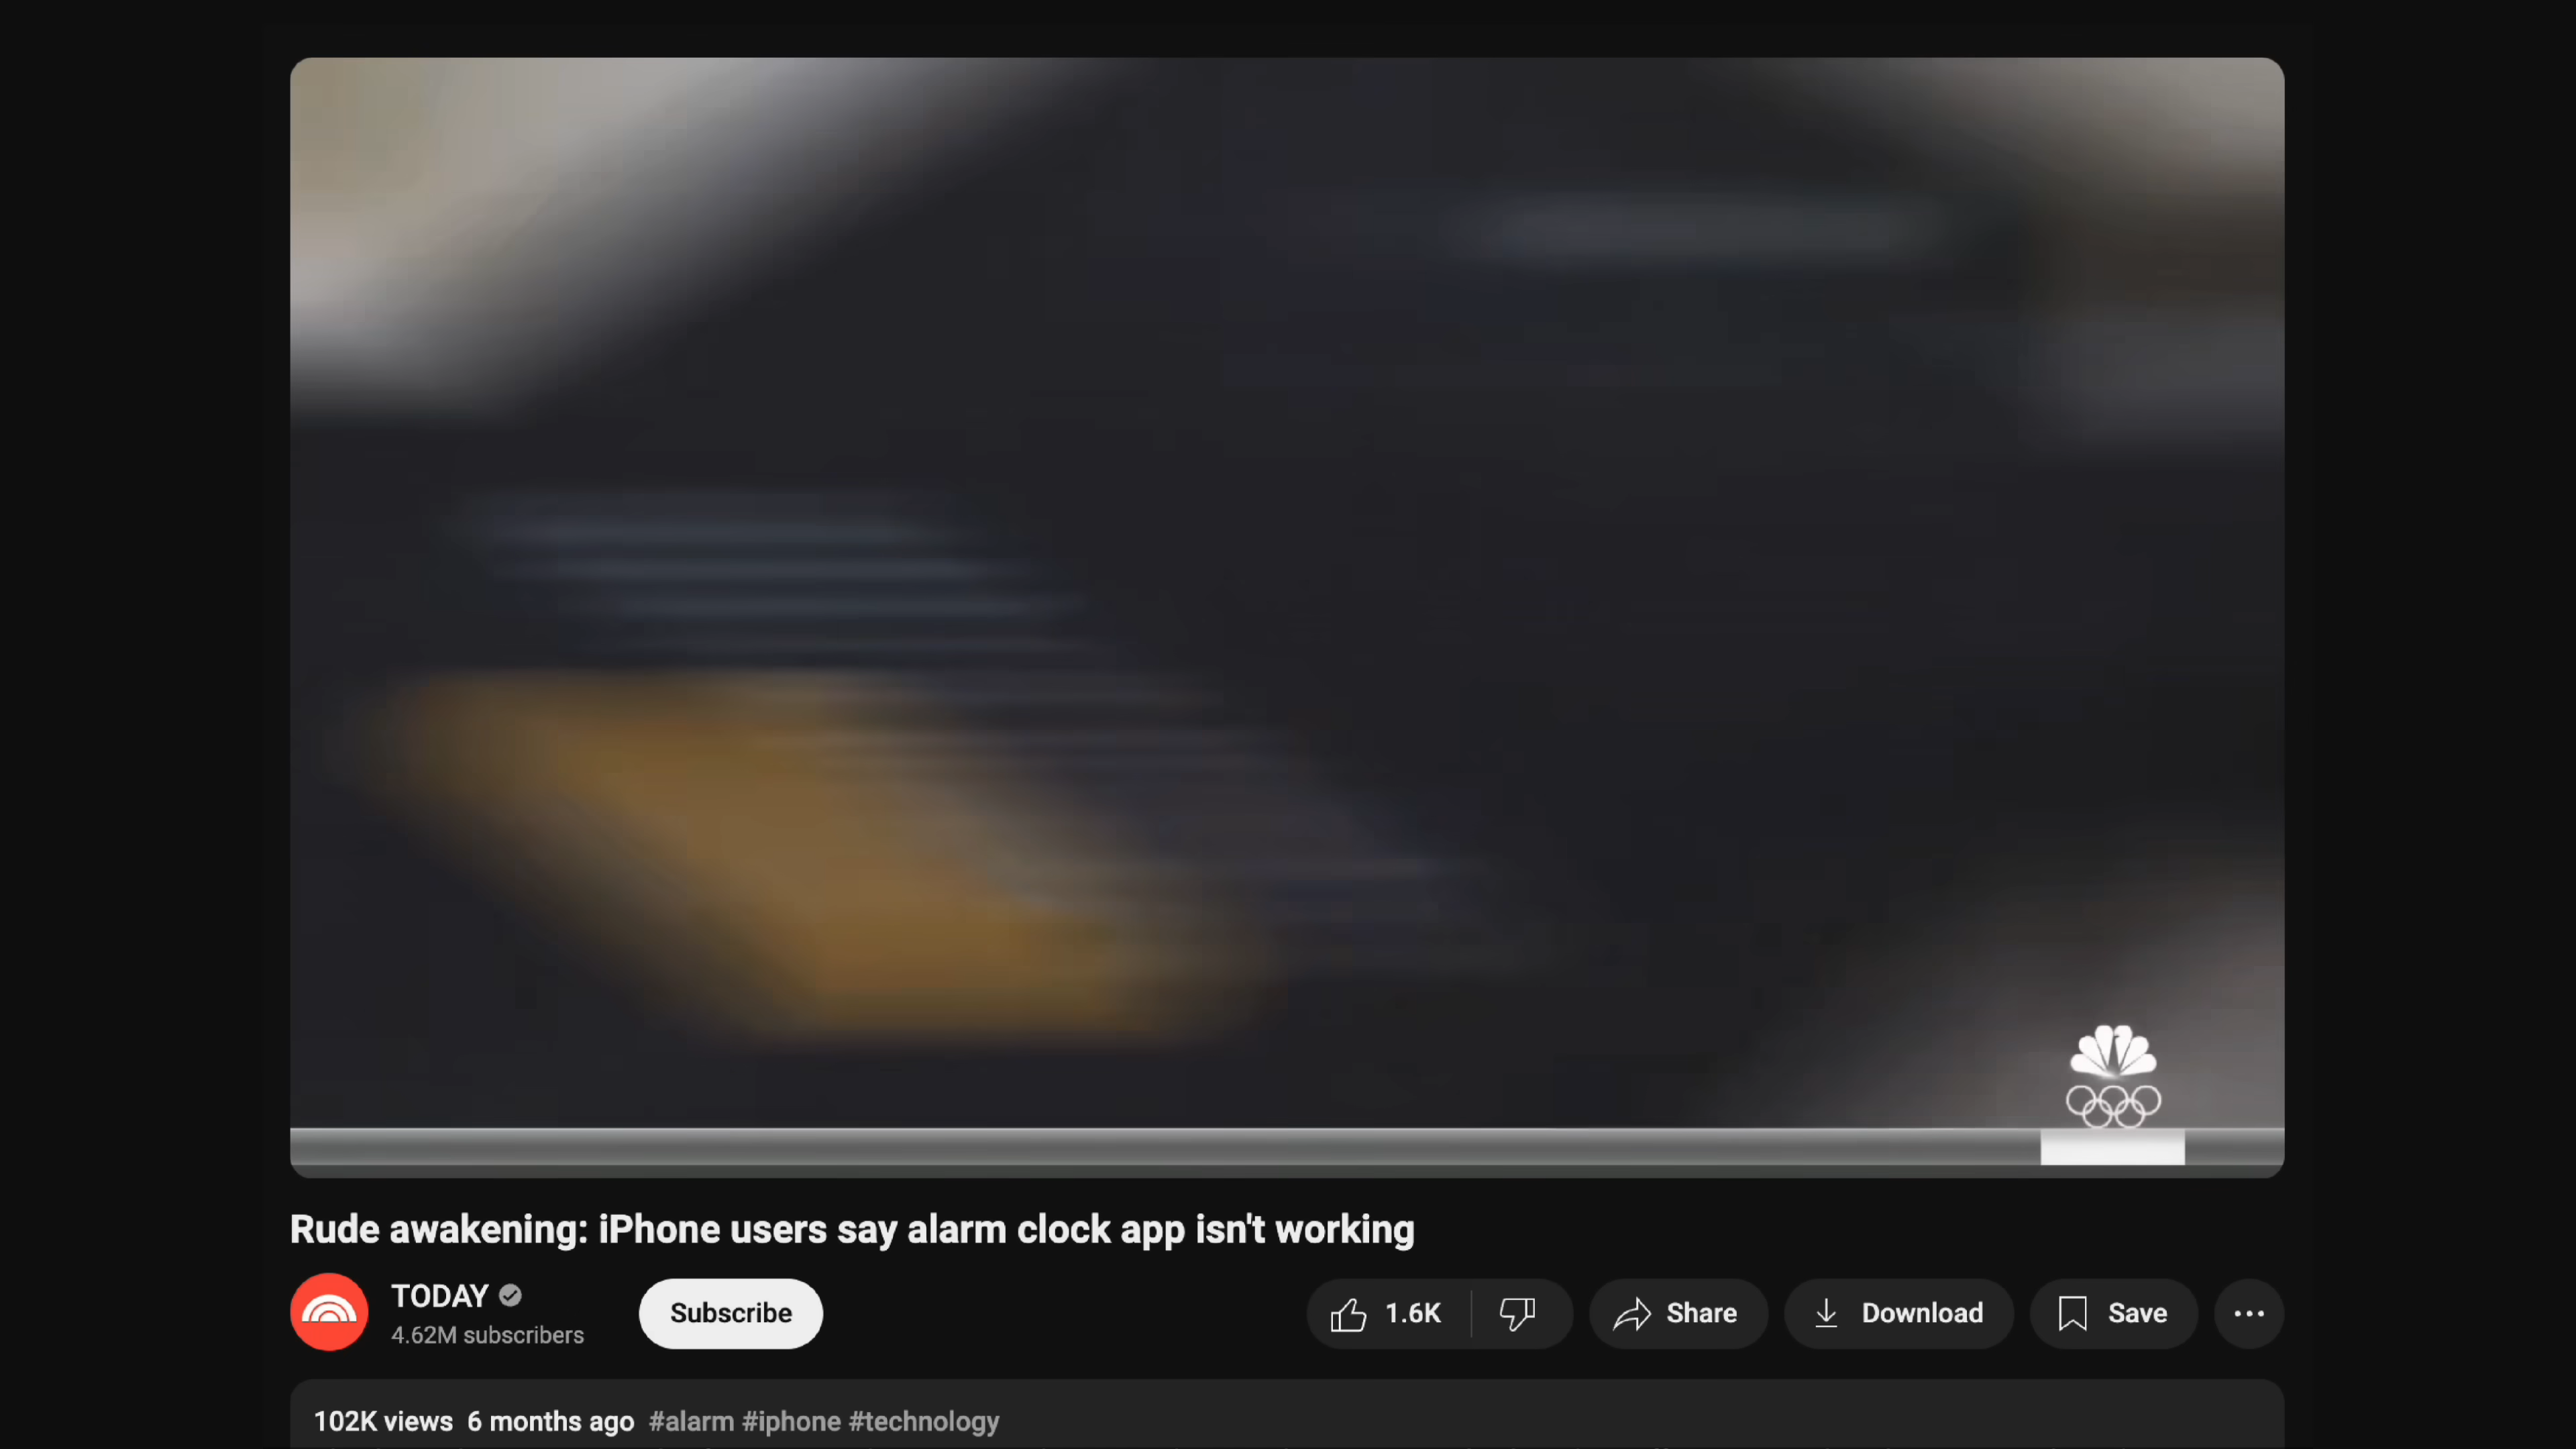 Rude awakening: iPhone users say alarm clock app isn't working
TODAY
4.62M subscribers
Subscribe
1.6K
Share
Download
Save
102K views 6 months ago #alarm #iphone #technology